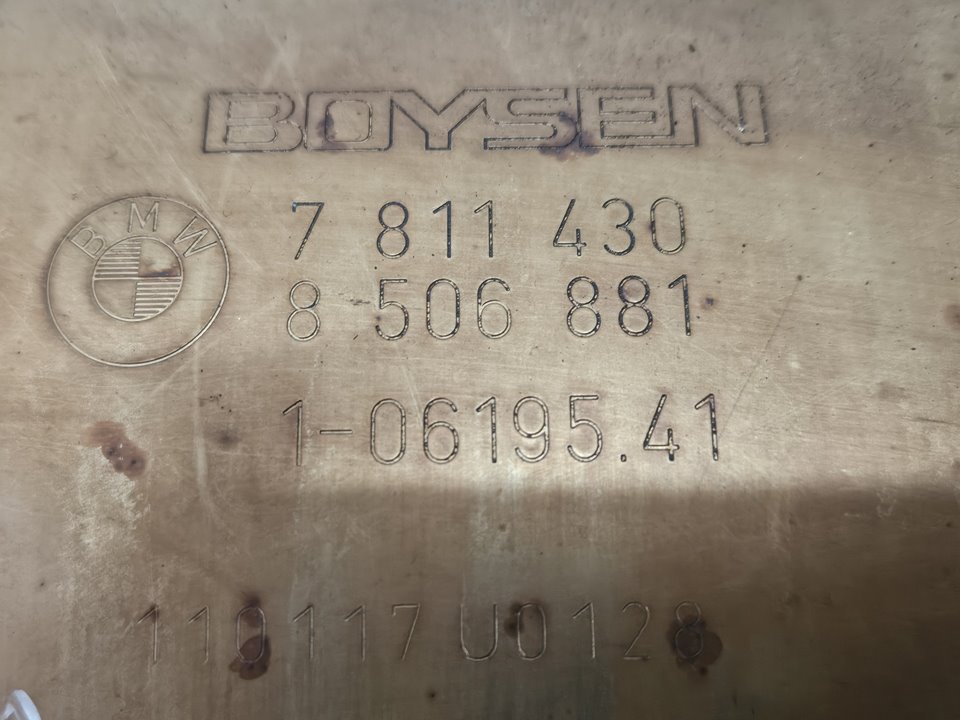 BOYSEN
BMW
7 811 430
8 506 881
1-06195.41
110117 U0128